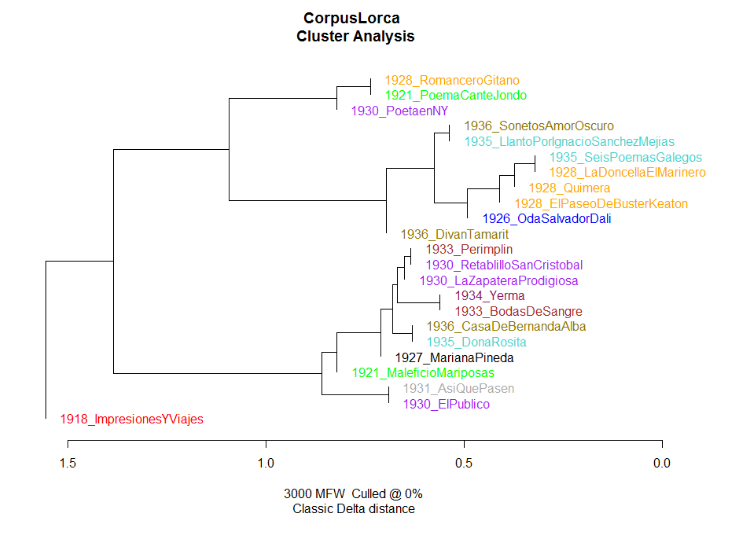 CorpusLorca
Cluster Analysis
1928_RomanceroGitano
1921_PoemaCanteJondo
1930_PoetaenNY
1936_SonetosAmorOscuro
1935_LlantoPorIgnacioSanchezMejias
1935_SeisPoemasGalegos
1928_LaDoncellaElMarinero
1928_Quimera
1928_ElPaseoDeBusterKeaton
1926_OdaSalvadorDali
1936_DivanTamarit
1933_Perimplin
1930_RetablilloSanCristobal
1930_LaZapateraProdigiosa
1934_Yerma
1933_BodasDeSangre
1936_CasaDeBernandaAlba
1935_DonaRosita
1927_MarianaPineda
1921_MaleficioMariposas
1931_AsiQuePasen
1930_ElPublico
1918_ImpresionesYViajes
1.5 1.0 0.5 0.0
3000 MFW Culled @ 0%
Classic Delta distance